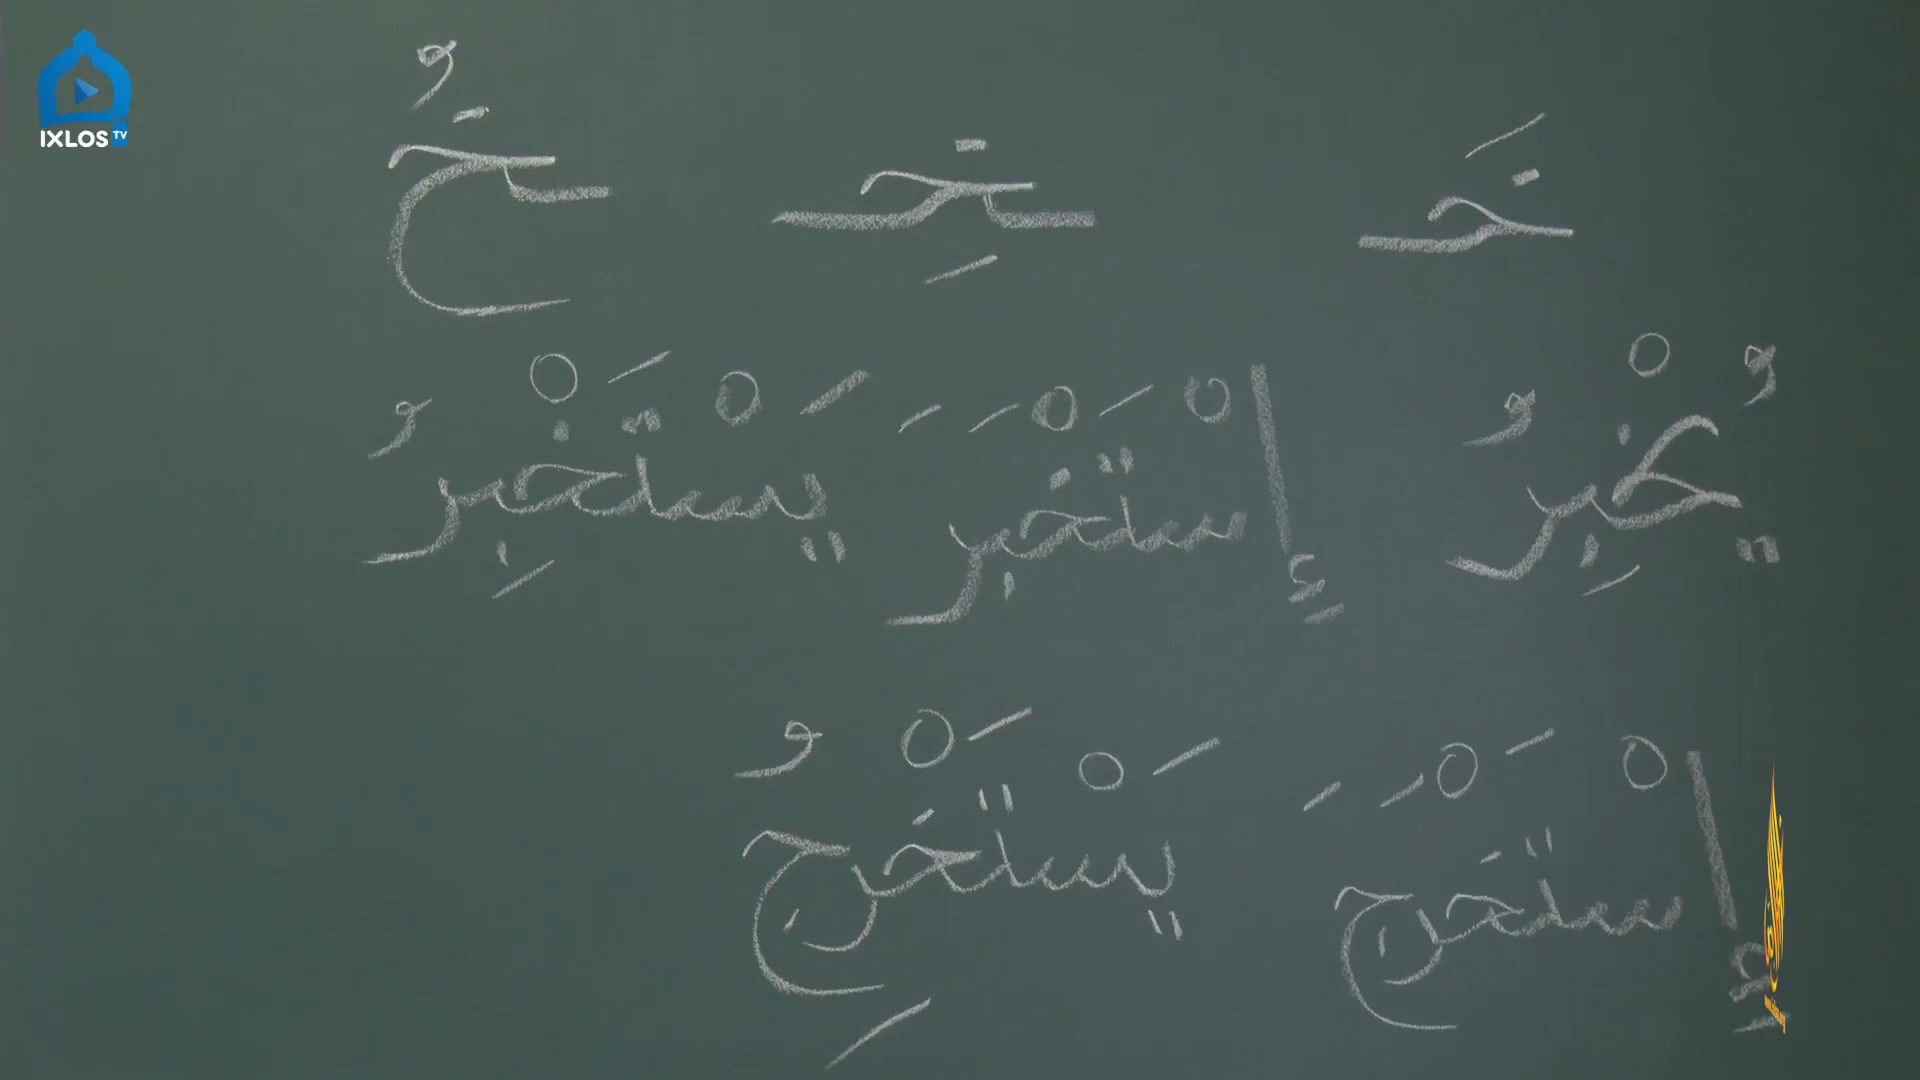 خَـ ـخِـ ـخُ
يُخْبِرُ إِسْتَخْبَرَ يَسْتَخْبِرُ
إِسْتَخْرَجَ يَسْتَخْرِجُ
IXLOS TV